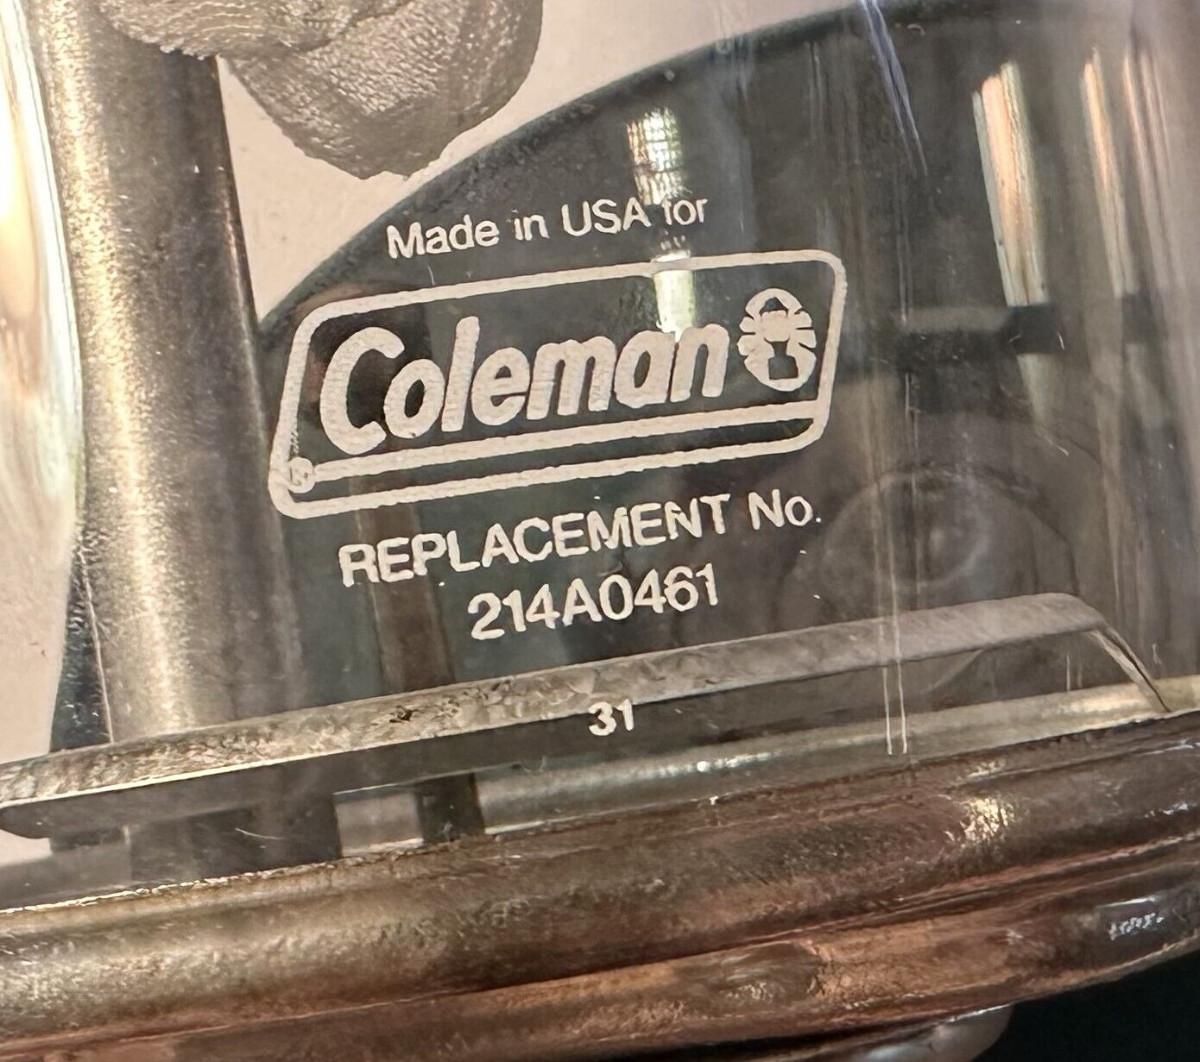 Made in USA for
Coleman
®
REPLACEMENT No.
214A0461
31